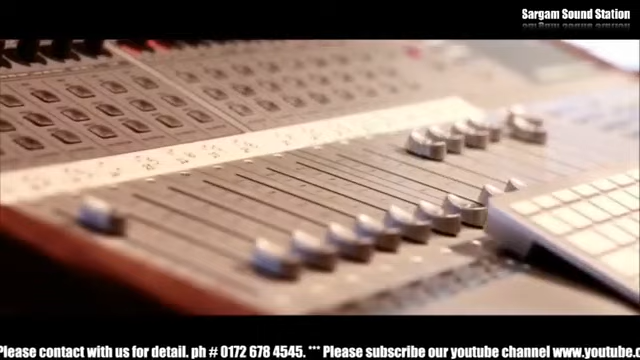 Sargam Sound Station
Please contact with us for detail. ph # 0172 678 4545. *** Please subscribe our youtube channel www.youtube.